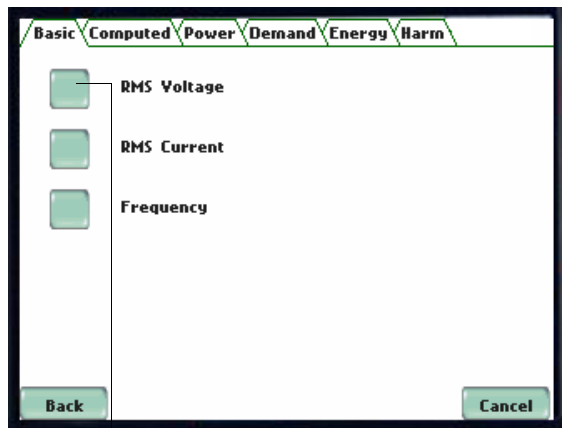 Basic Computed Power Demand Energy Harm
RMS Voltage
RMS Current
Frequency
Back Cancel